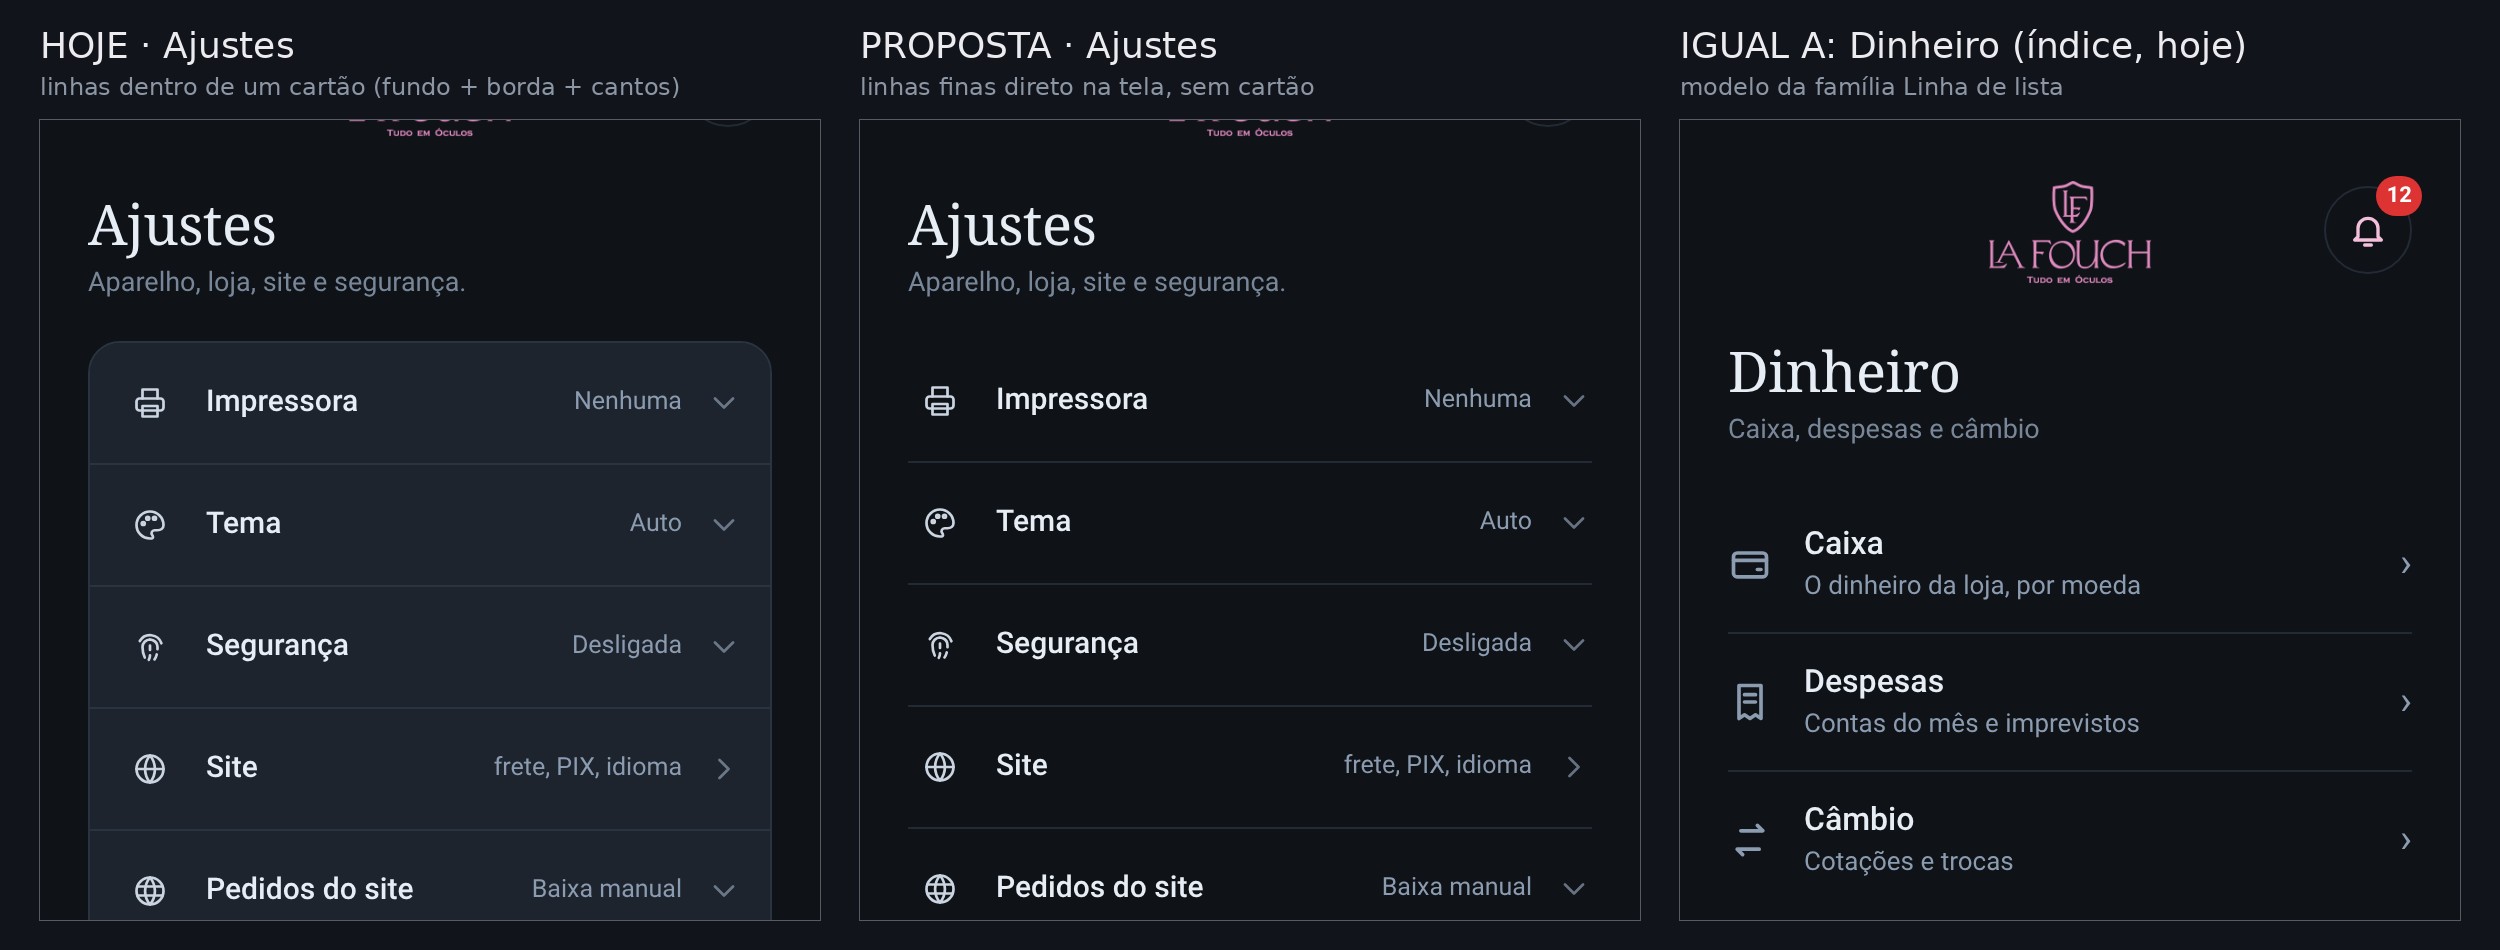 HOJE · Ajustes
linhas dentro de um cartão (fundo + borda + cantos)
TUDO EM ÓCULOS
Ajustes
Aparelho, loja, site e segurança.
Impressora Nenhuma
Tema Auto
Segurança Desligada
Site frete, PIX, idioma
Pedidos do site Baixa manual
PROPOSTA · Ajustes
linhas finas direto na tela, sem cartão
TUDO EM ÓCULOS
Ajustes
Aparelho, loja, site e segurança.
Impressora Nenhuma
Tema Auto
Segurança Desligada
Site frete, PIX, idioma
Pedidos do site Baixa manual
IGUAL A: Dinheiro (índice, hoje)
modelo da família Linha de lista
LF
LA FOUCH
TUDO EM ÓCULOS
12
Dinheiro
Caixa, despesas e câmbio
Caixa
O dinheiro da loja, por moeda
Despesas
Contas do mês e imprevistos
Câmbio
Cotações e trocas